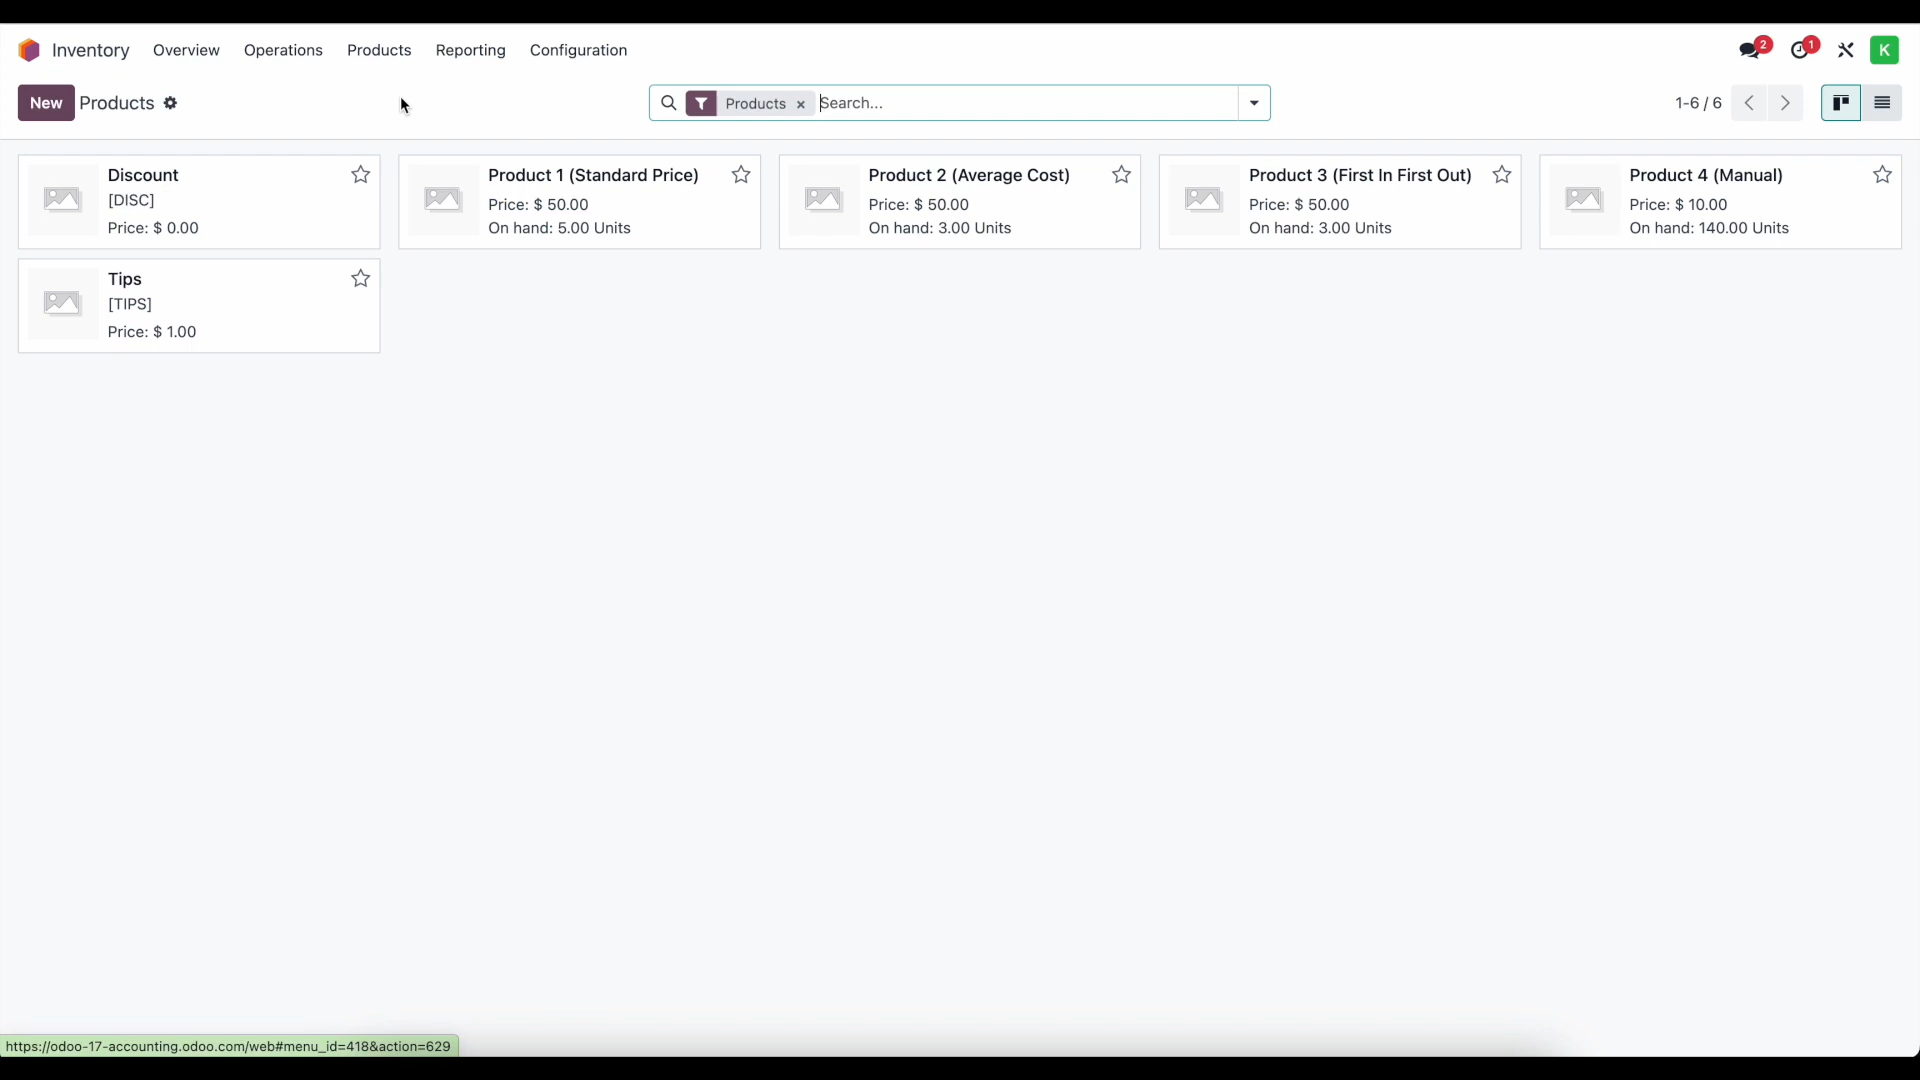 Inventory Overview Operations Products Reporting Configuration 2 1 K
New Products Products × Search... 1-6 / 6
Discount
[DISC]
Price: $ 0.00
Product 1 (Standard Price)
Price: $ 50.00
On hand: 5.00 Units
Product 2 (Average Cost)
Price: $ 50.00
On hand: 3.00 Units
Product 3 (First In First Out)
Price: $ 50.00
On hand: 3.00 Units
Product 4 (Manual)
Price: $ 10.00
On hand: 140.00 Units
Tips
[TIPS]
Price: $ 1.00
https://odoo-17-accounting.odoo.com/web#menu_id=418&action=629